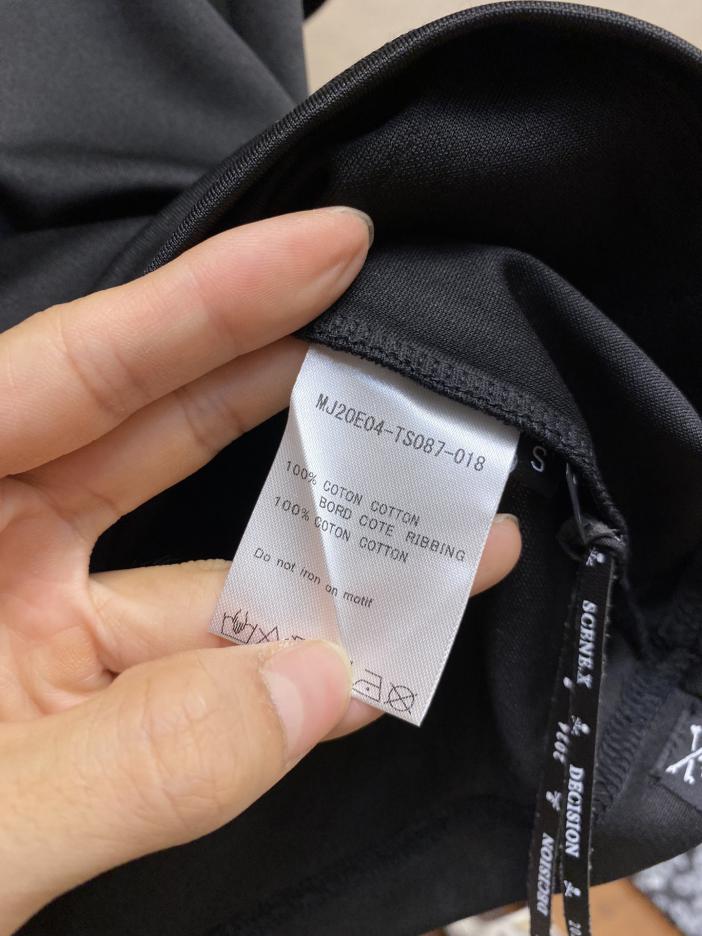 MJ20E04-TS087-018
100% COTON COTTON
BORD COTE RIBBING
100% COTON COTTON
Do not iron on motif
S
SCRNE.X
DECISION
DECISION